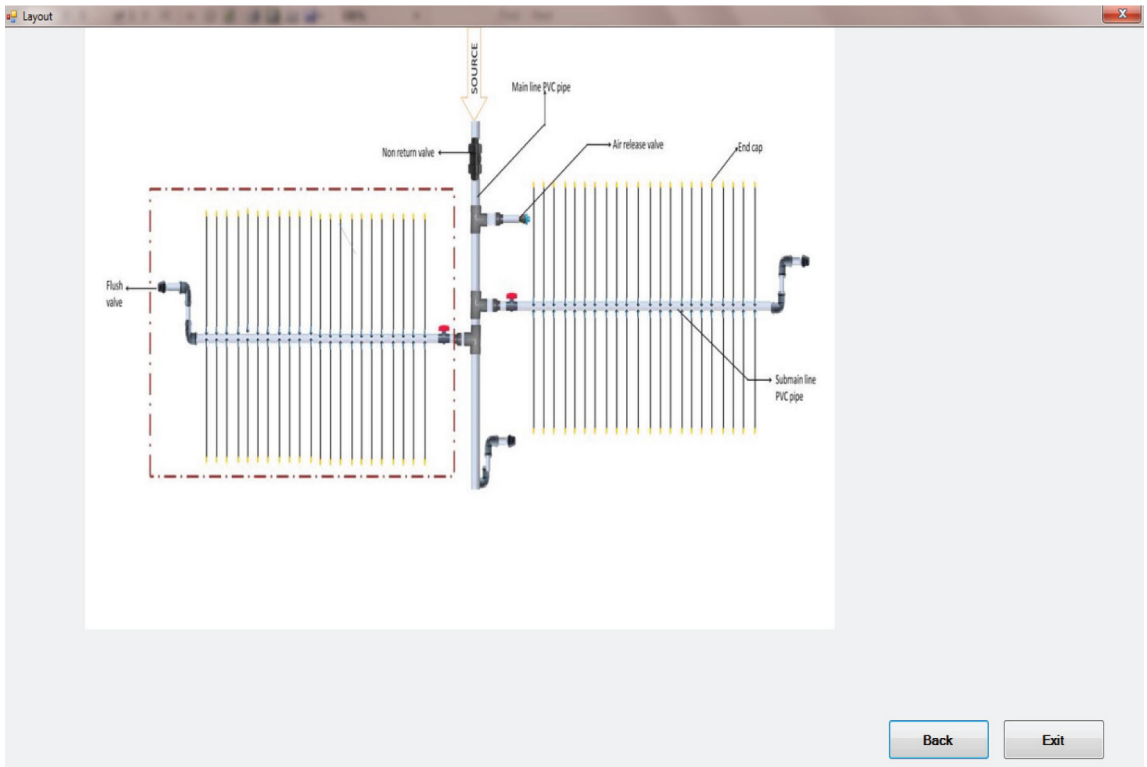 Layout
X
SOURCE
Main line PVC pipe
Non return valve
Air release valve
End cap
Flush
valve
Submain line
PVC pipe
Back
Exit